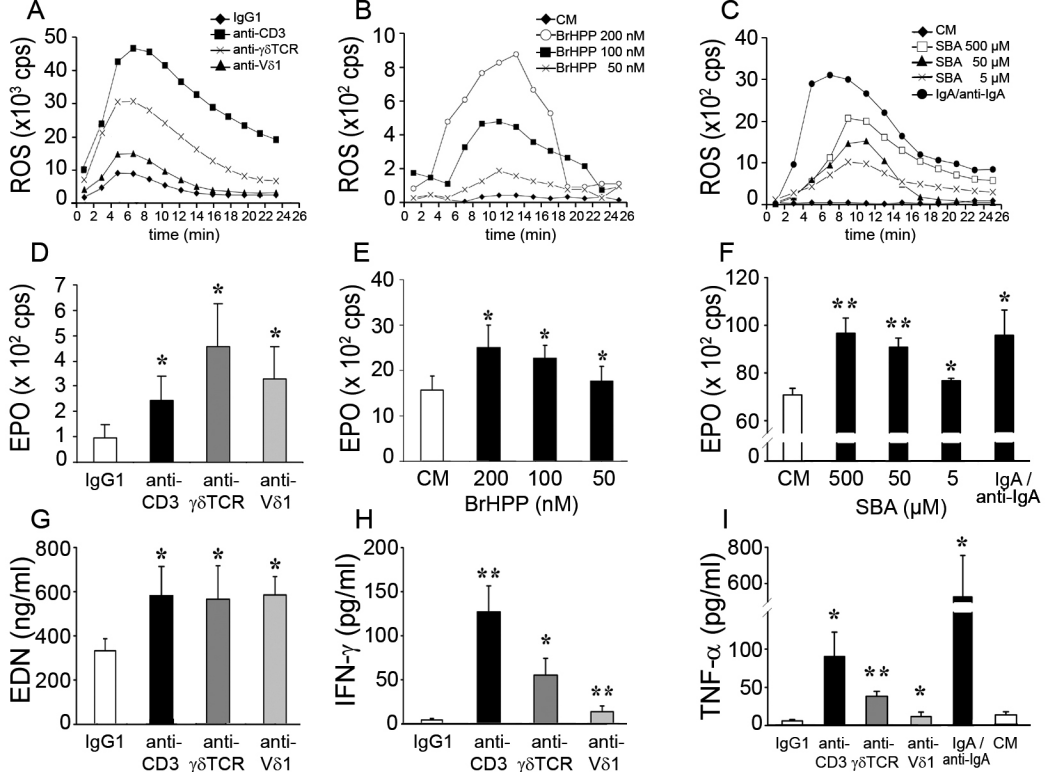 A
IgG1
anti-CD3
anti-γδTCR
anti-Vδ1
ROS (x10³ cps)
50
40
30
20
10
0
0 2 4 6 8 10 12 14 16 18 20 22 24 26
time (min)
B
CM
BrHPP 200 nM
BrHPP 100 nM
BrHPP 50 nM
ROS (x10² cps)
10
8
6
4
2
0
0 2 4 6 8 10 12 14 16 18 20 22 24 26
time (min)
C
CM
SBA 500 µM
SBA 50 µM
SBA 5 µM
IgA/anti-IgA
ROS (x10² cps)
40
30
20
10
0
0 2 4 6 8 10 12 14 16 18 20 22 24 26
time (min)
D
EPO (x 10² cps)
7
6
5
4
3
2
1
0
* * *
IgG1 anti- anti- anti-
CD3 γδTCR Vδ1
E
EPO (x 10² cps)
40
30
20
10
0
* * *
CM 200 100 50
BrHPP (nM)
F
EPO (x 10² cps)
120
100
80
60
0
** ** * *
CM 500 50 5 IgA /
anti-IgA
SBA (µM)
G
EDN (ng/ml)
800
600
400
200
0
* * *
IgG1 anti- anti- anti-
CD3 γδTCR Vδ1
H
IFN-γ (pg/ml)
200
150
100
50
0
** * **
IgG1 anti- anti- anti-
CD3 γδTCR Vδ1
I
TNF-α (pg/ml)
800
600
100
50
0
* ** * *
IgG1 anti- anti- anti- IgA / CM
CD3 γδTCR Vδ1 anti-IgA